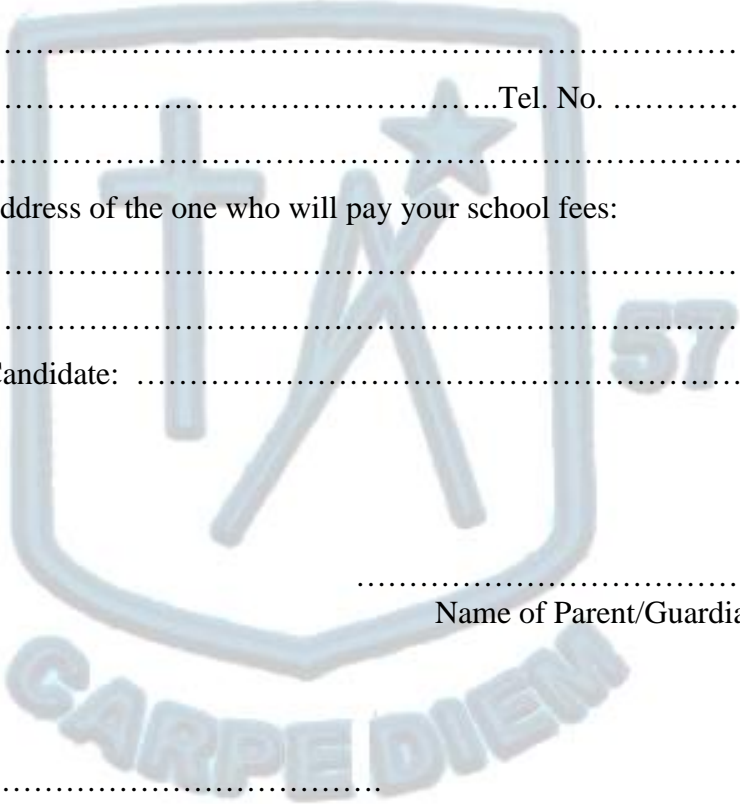 ……………………………………………………………………
……………………………………………..Tel. No. …………
……………………………………………………………………
ddress of the one who will pay your school fees:
……………………………………………………………………
……………………………………………………………………
57
Candidate: ………………………………………………………
……………………………………
Name of Parent/Guardia
CARPE DIEM
………………………………….